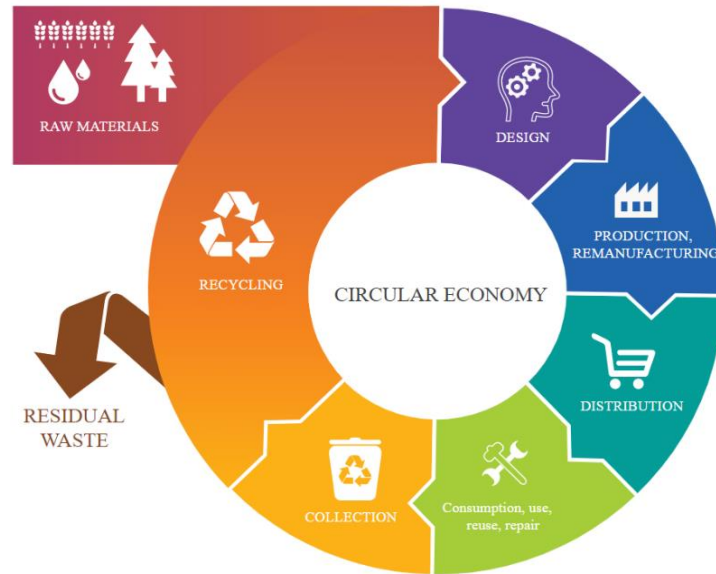 RAW MATERIALS
DESIGN
PRODUCTION,
REMANUFACTURING
RECYCLING
CIRCULAR ECONOMY
DISTRIBUTION
RESIDUAL
WASTE
COLLECTION
Consumption, use,
reuse, repair